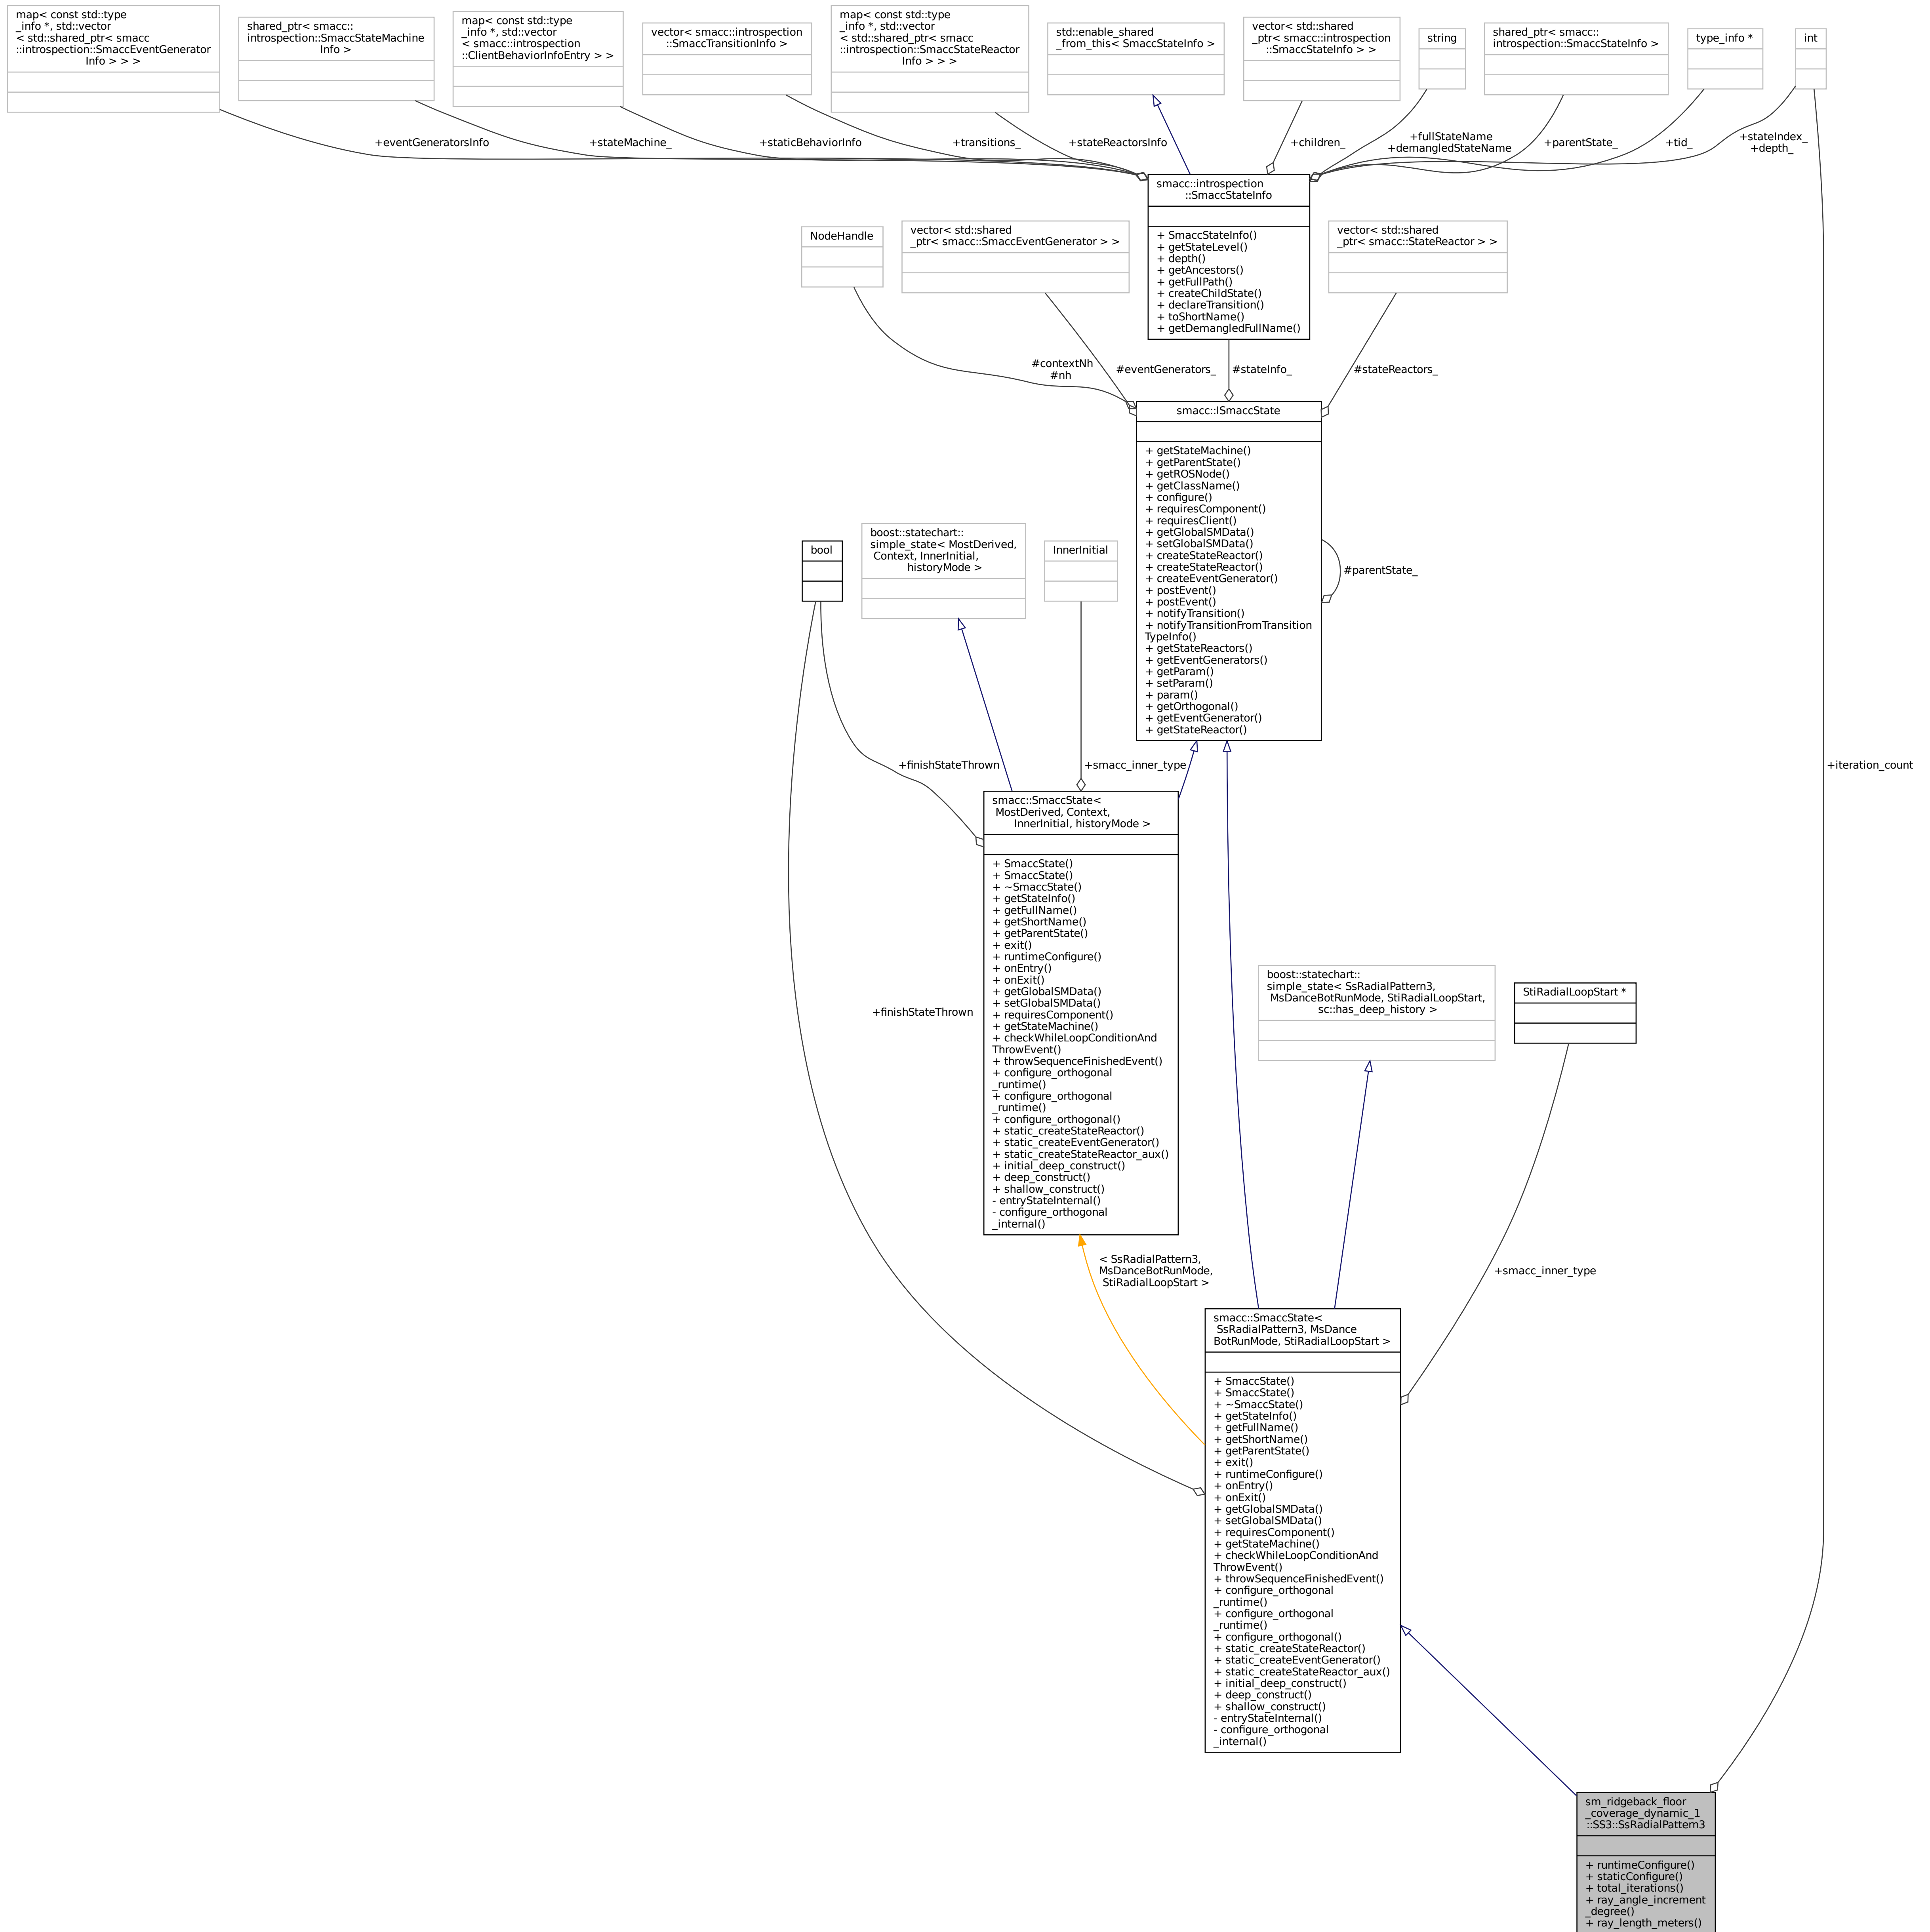 map< const std::type
_info *, std::vector
< std::shared_ptr< smacc
::introspection::SmaccEventGenerator
Info > > >
shared_ptr< smacc::
introspection::SmaccStateMachine
Info >
map< const std::type
_info *, std::vector
< smacc::introspection
::ClientBehaviorInfoEntry > >
vector< smacc::introspection
::SmaccTransitionInfo >
map< const std::type
_info *, std::vector
< std::shared_ptr< smacc
::introspection::SmaccStateReactor
Info > > >
std::enable_shared
_from_this< SmaccStateInfo >
vector< std::shared
_ptr< smacc::introspection
::SmaccStateInfo > >
string
shared_ptr< smacc::
introspection::SmaccStateInfo >
type_info *
int
+eventGeneratorsInfo
+stateMachine_
+staticBehaviorInfo
+transitions_
+stateReactorsInfo
+children_
+fullStateName
+demangledStateName
+parentState_
+tid_
+stateIndex_
+depth_
smacc::introspection
::SmaccStateInfo
+ SmaccStateInfo()
+ getStateLevel()
+ depth()
+ getAncestors()
+ getFullPath()
+ createChildState()
+ declareTransition()
+ toShortName()
+ getDemangledFullName()
NodeHandle
vector< std::shared
_ptr< smacc::SmaccEventGenerator > >
vector< std::shared
_ptr< smacc::StateReactor > >
#contextNh
#nh
#eventGenerators_
#stateInfo_
#stateReactors_
smacc::ISmaccState
+ getStateMachine()
+ getParentState()
+ getROSNode()
+ getClassName()
+ configure()
+ requiresComponent()
+ requiresClient()
+ getGlobalSMData()
+ setGlobalSMData()
+ createStateReactor()
+ createStateReactor()
+ createEventGenerator()
+ postEvent()
+ postEvent()
+ notifyTransition()
+ notifyTransitionFromTransition
TypeInfo()
+ getStateReactors()
+ getEventGenerators()
+ getParam()
+ setParam()
+ param()
+ getOrthogonal()
+ getEventGenerator()
+ getStateReactor()
#parentState_
bool
boost::statechart::
simple_state< MostDerived,
Context, InnerInitial,
historyMode >
InnerInitial
+finishStateThrown
+smacc_inner_type
+iteration_count
smacc::SmaccState<
MostDerived, Context,
InnerInitial, historyMode >
+ SmaccState()
+ SmaccState()
+ ~SmaccState()
+ getStateInfo()
+ getFullName()
+ getShortName()
+ getParentState()
+ exit()
+ runtimeConfigure()
+ onEntry()
+ onExit()
+ getGlobalSMData()
+ setGlobalSMData()
+ requiresComponent()
+ getStateMachine()
+ checkWhileLoopConditionAnd
ThrowEvent()
+ throwSequenceFinishedEvent()
+ configure_orthogonal
_runtime()
+ configure_orthogonal
_runtime()
+ configure_orthogonal()
+ static_createStateReactor()
+ static_createEventGenerator()
+ static_createStateReactor_aux()
+ initial_deep_construct()
+ deep_construct()
+ shallow_construct()
- entryStateInternal()
- configure_orthogonal
_internal()
+finishStateThrown
boost::statechart::
simple_state< SsRadialPattern3,
MsDanceBotRunMode, StiRadialLoopStart,
sc::has_deep_history >
StiRadialLoopStart *
< SsRadialPattern3,
MsDanceBotRunMode,
StiRadialLoopStart >
+smacc_inner_type
smacc::SmaccState<
SsRadialPattern3, MsDance
BotRunMode, StiRadialLoopStart >
+ SmaccState()
+ SmaccState()
+ ~SmaccState()
+ getStateInfo()
+ getFullName()
+ getShortName()
+ getParentState()
+ exit()
+ runtimeConfigure()
+ onEntry()
+ onExit()
+ getGlobalSMData()
+ setGlobalSMData()
+ requiresComponent()
+ getStateMachine()
+ checkWhileLoopConditionAnd
ThrowEvent()
+ throwSequenceFinishedEvent()
+ configure_orthogonal
_runtime()
+ configure_orthogonal
_runtime()
+ configure_orthogonal()
+ static_createStateReactor()
+ static_createEventGenerator()
+ static_createStateReactor_aux()
+ initial_deep_construct()
+ deep_construct()
+ shallow_construct()
- entryStateInternal()
- configure_orthogonal
_internal()
sm_ridgeback_floor
_coverage_dynamic_1
::SS3::SsRadialPattern3
+ runtimeConfigure()
+ staticConfigure()
+ total_iterations()
+ ray_angle_increment
_degree()
+ ray_length_meters()